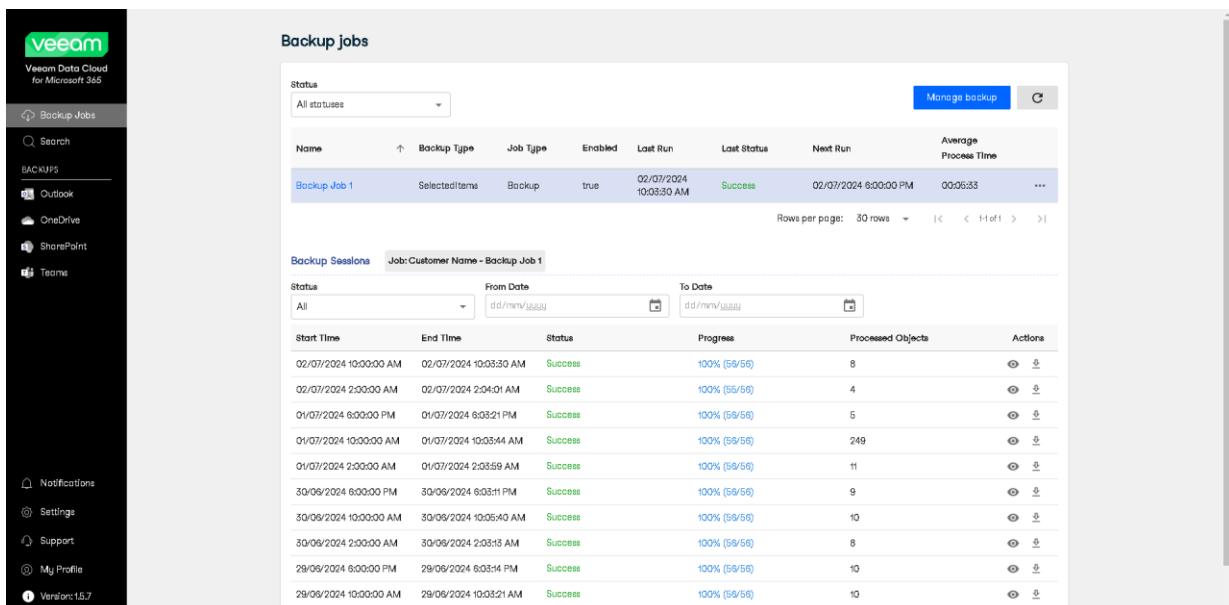 veeam
Veeam Data Cloud
for Microsoft 365
Backup Jobs
Search
BACKUPS
Outlook
OneDrive
SharePoint
Teams
Notifications
Settings
Support
My Profile
Version: 1.5.7
Backup jobs
Status
All statuses
Manage backup
Name Backup Type Job Type Enabled Last Run Last Status Next Run Average Process Time
Backup Job 1 SelectedItems Backup true 02/07/2024 10:03:30 AM Success 02/07/2024 6:00:00 PM 00:05:33
Rows per page: 30 rows 1-1 of 1
Backup Sessions Job: Customer Name - Backup Job 1
Status From Date To Date
All dd/mm/yyyy dd/mm/yyyy
Start Time End Time Status Progress Processed Objects Actions
02/07/2024 10:00:00 AM 02/07/2024 10:03:30 AM Success 100% (56/56) 8
02/07/2024 2:00:00 AM 02/07/2024 2:04:01 AM Success 100% (56/56) 4
01/07/2024 6:00:00 PM 01/07/2024 6:03:21 PM Success 100% (56/56) 5
01/07/2024 10:00:00 AM 01/07/2024 10:03:44 AM Success 100% (56/56) 249
01/07/2024 2:00:00 AM 01/07/2024 2:03:59 AM Success 100% (56/56) 11
30/06/2024 6:00:00 PM 30/06/2024 6:03:11 PM Success 100% (56/56) 9
30/06/2024 10:00:00 AM 30/06/2024 10:05:40 AM Success 100% (56/56) 10
30/06/2024 2:00:00 AM 30/06/2024 2:03:13 AM Success 100% (56/56) 8
29/06/2024 6:00:00 PM 29/06/2024 6:03:14 PM Success 100% (56/56) 10
29/06/2024 10:00:00 AM 29/06/2024 10:03:21 AM Success 100% (56/56) 10